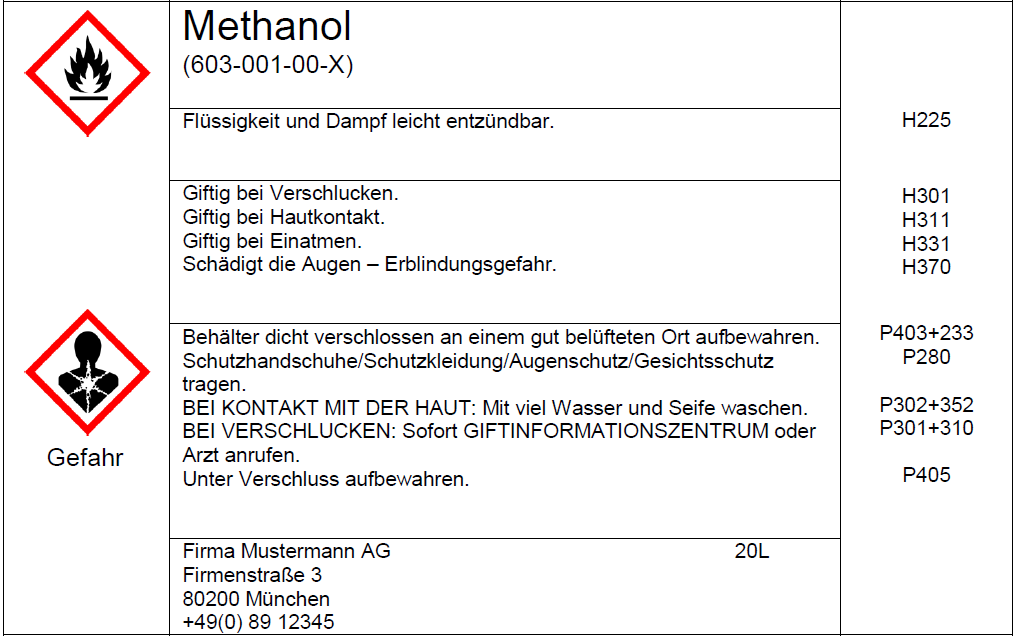 Methanol
(603-001-00-X)
Flüssigkeit und Dampf leicht entzündbar. H225
Giftig bei Verschlucken. H301
Giftig bei Hautkontakt. H311
Giftig bei Einatmen. H331
Schädigt die Augen – Erblindungsgefahr. H370
Behälter dicht verschlossen an einem gut belüfteten Ort aufbewahren. P403+233
Schutzhandschuhe/Schutzkleidung/Augenschutz/Gesichtsschutz P280
tragen.
BEI KONTAKT MIT DER HAUT: Mit viel Wasser und Seife waschen. P302+352
BEI VERSCHLUCKEN: Sofort GIFTINFORMATIONSZENTRUM oder P301+310
Arzt anrufen.
Gefahr
Unter Verschluss aufbewahren. P405
Firma Mustermann AG 20L
Firmenstraße 3
80200 München
+49(0) 89 12345